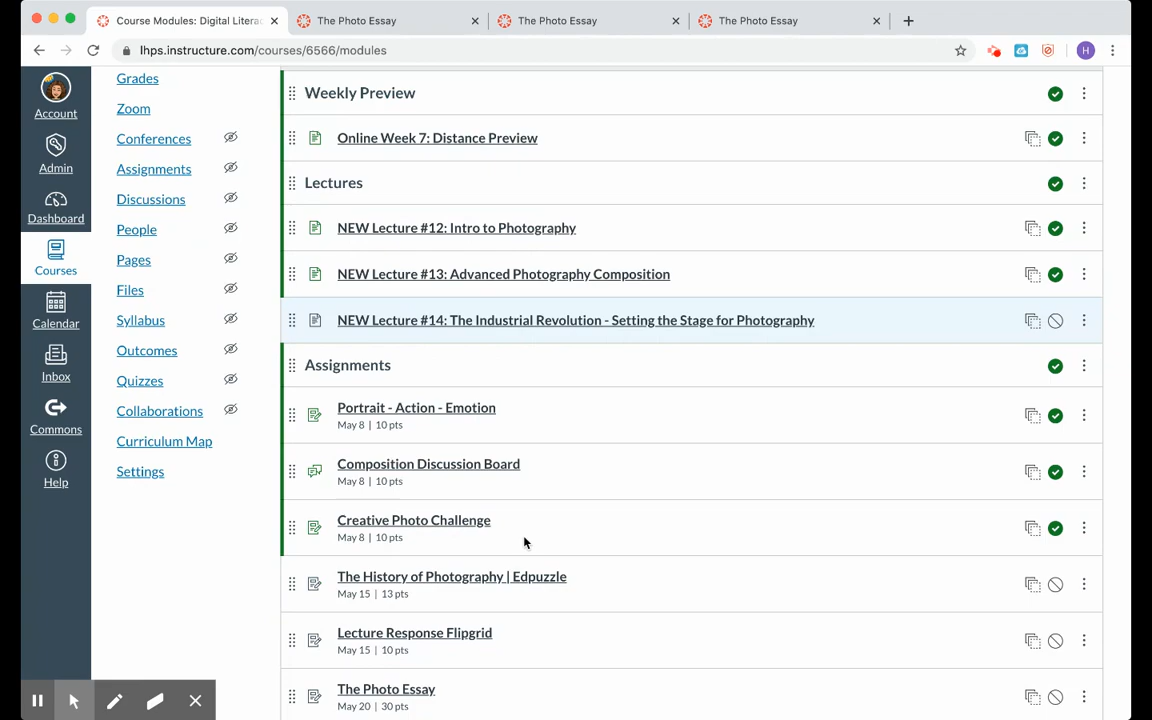 Course Modules: Digital Litera
The Photo Essay
The Photo Essay
The Photo Essay
lhps.instructure.com/courses/6566/modules
H
Account
Admin
Dashboard
Courses
Calendar
Inbox
Commons
Help
Grades
Zoom
Conferences
Assignments
Discussions
People
Pages
Files
Syllabus
Outcomes
Quizzes
Collaborations
Curriculum Map
Settings
Weekly Preview
Online Week 7: Distance Preview
Lectures
NEW Lecture #12: Intro to Photography
NEW Lecture #13: Advanced Photography Composition
NEW Lecture #14: The Industrial Revolution - Setting the Stage for Photography
Assignments
Portrait - Action - Emotion
May 8 | 10 pts
Composition Discussion Board
May 8 | 10 pts
Creative Photo Challenge
May 8 | 10 pts
The History of Photography | Edpuzzle
May 15 | 13 pts
Lecture Response Flipgrid
May 15 | 10 pts
The Photo Essay
May 20 | 30 pts